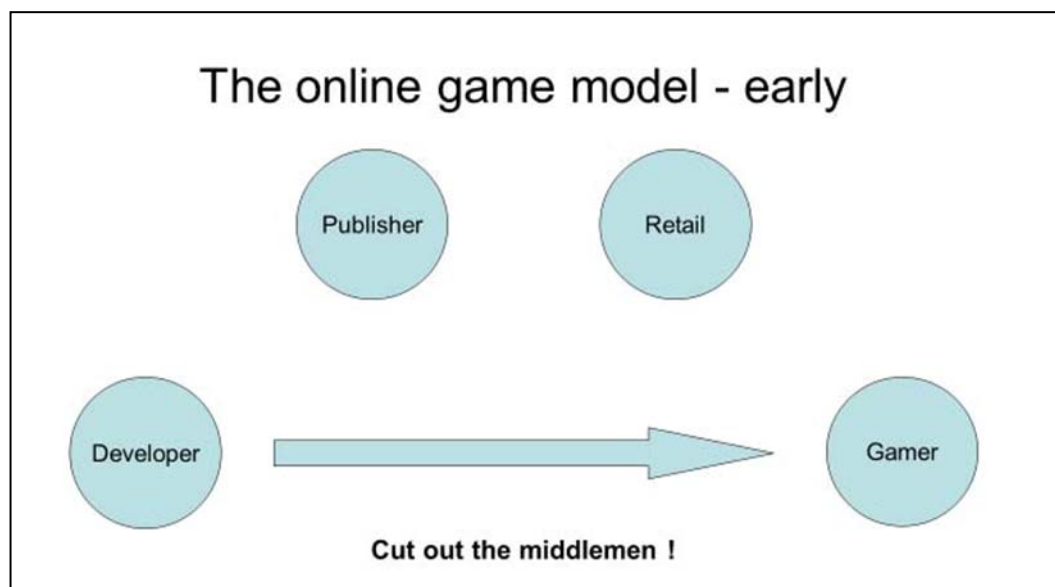 The online game model - early
Publisher
Retail
Developer
Gamer
Cut out the middlemen !